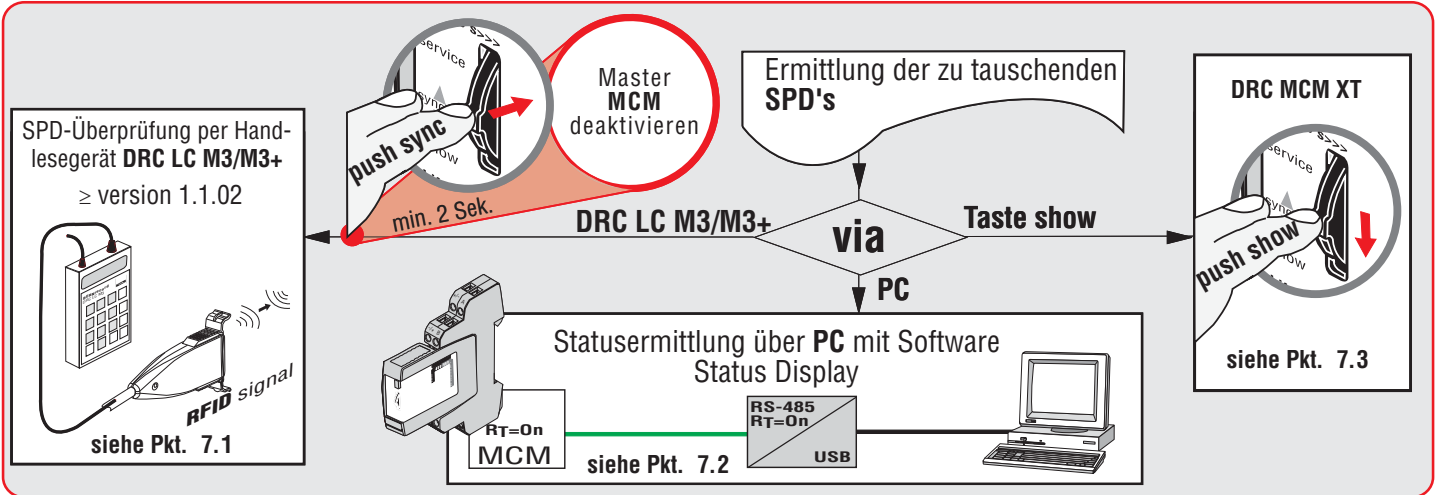 SPD-Überprüfung per Hand-
lesegerät DRC LC M3/M3+
≥ version 1.1.02
RFID signal
siehe Pkt. 7.1
service
sync
push sync
min. 2 Sek.
Master
MCM
deaktivieren
Ermittlung der zu tauschenden
SPD's
DRC LC M3/M3+
via
Taste show
PC
Statusermittlung über PC mit Software
Status Display
4
RT=On
MCM
siehe Pkt. 7.2
RS-485
RT=On
USB
DRC MCM XT
service
push show
siehe Pkt. 7.3